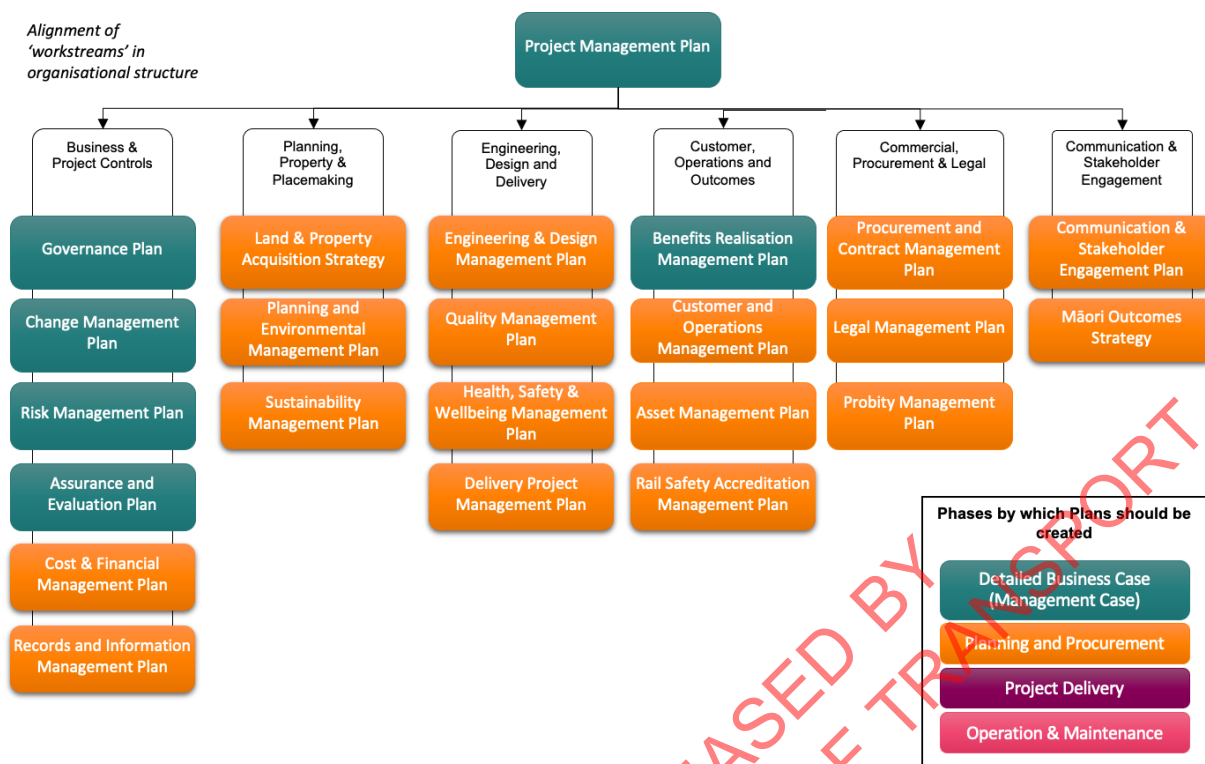 Alignment of
'workstreams' in
organisational structure
Project Management Plan
Business &
Project Controls
Governance Plan
Change Management
Plan
Risk Management Plan
Assurance and
Evaluation Plan
Cost & Financial
Management Plan
Records and Information
Management Plan
Planning,
Property &
Placemaking
Land & Property
Acquisition Strategy
Planning and
Environmental
Management Plan
Sustainability
Management Plan
Engineering,
Design and
Delivery
Engineering & Design
Management Plan
Quality Management
Plan
Health, Safety &
Wellbeing Management
Plan
Delivery Project
Management Plan
Customer,
Operations and
Outcomes
Benefits Realisation
Management Plan
Customer and
Operations
Management Plan
Asset Management Plan
Rail Safety Accreditation
Management Plan
Commercial,
Procurement & Legal
Procurement and
Contract Management
Plan
Legal Management Plan
Probity Management
Plan
Communication &
Stakeholder
Engagement
Communication &
Stakeholder
Engagement Plan
Māori Outcomes
Strategy
Phases by which Plans should be
created
Detailed Business Case
(Management Case)
Planning and Procurement
Project Delivery
Operation & Maintenance
BY
TRANSPORT